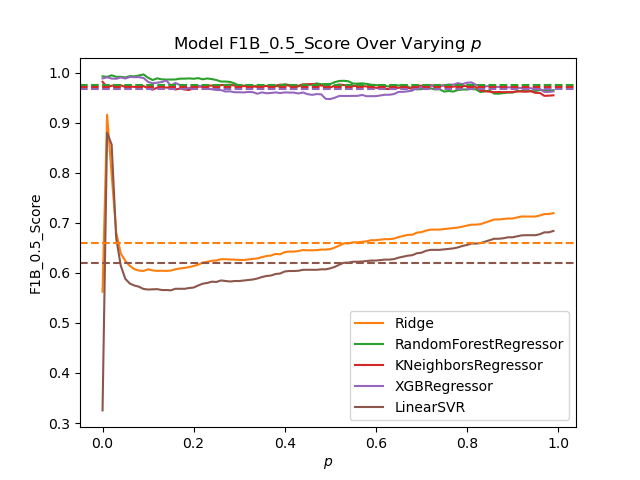 Model F1B_0.5_Score Over Varying p
F1B_0.5_Score
1.0
0.9
0.8
0.7
0.6
0.5
0.4
0.3
0.0 0.2 0.4 0.6 0.8 1.0
p
Ridge
RandomForestRegressor
KNeighborsRegressor
XGBRegressor
LinearSVR